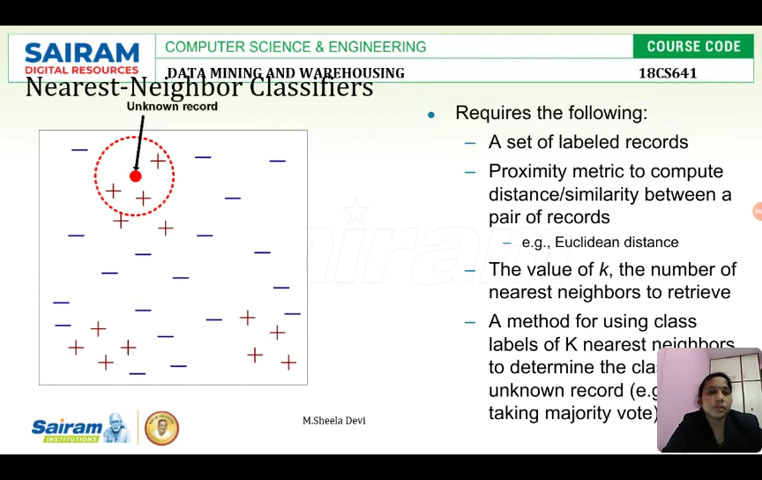 SAIRAM
DIGITAL RESOURCES
COMPUTER SCIENCE & ENGINEERING
COURSE CODE
DATA MINING AND WAREHOUSING
18CS641
Nearest-Neighbor Classifiers
Unknown record
• Requires the following:
– A set of labeled records
– Proximity metric to compute
distance/similarity between a
pair of records
– e.g., Euclidean distance
– The value of k, the number of
nearest neighbors to retrieve
– A method for using class
labels of K nearest neighbors
to determine the
unknown record
taking majority vote)
Sairam
INSTITUTIONS
M.Sheela Devi